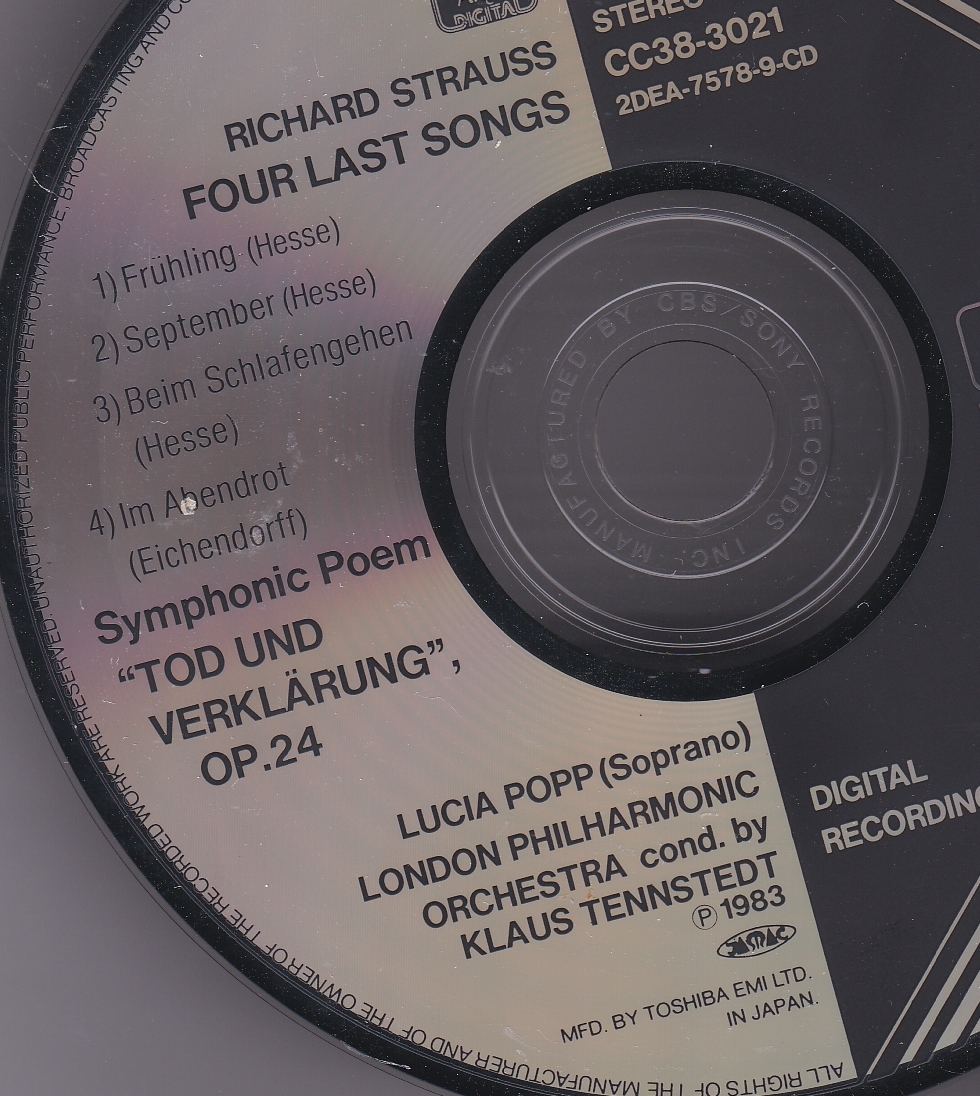 DIGITAL
STEREO
CC38-3021
2DEA-7578-9-CD
RICHARD STRAUSS
FOUR LAST SONGS
1) Frühling (Hesse)
2) September (Hesse)
3) Beim Schlafengehen
(Hesse)
4) Im Abendrot
(Eichendorff)
Symphonic Poem
“TOD UND
VERKLÄRUNG”,
OP.24
LUCIA POPP (Soprano)
LONDON PHILHARMONIC
ORCHESTRA cond. by
KLAUS TENNSTEDT
Ⓟ 1983
JASRAC
MFD. BY TOSHIBA EMI LTD.
IN JAPAN.
DIGITAL
RECORDING
MANUFACTURED BY CBS/SONY RECORDS INC.
ALL RIGHTS OF THE MANUFACTURER AND OF THE OWNER OF THE RECORDED WORK ARE RESERVED. UNAUTHORIZED PUBLIC PERFORMANCE. BROADCASTING AND CO